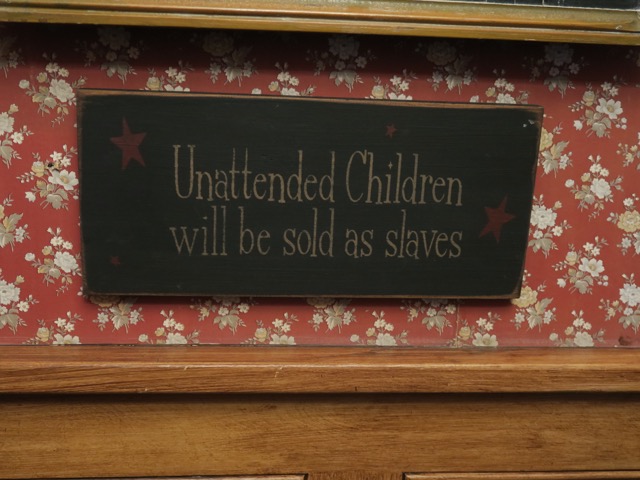 Unattended Children
will be sold as slaves